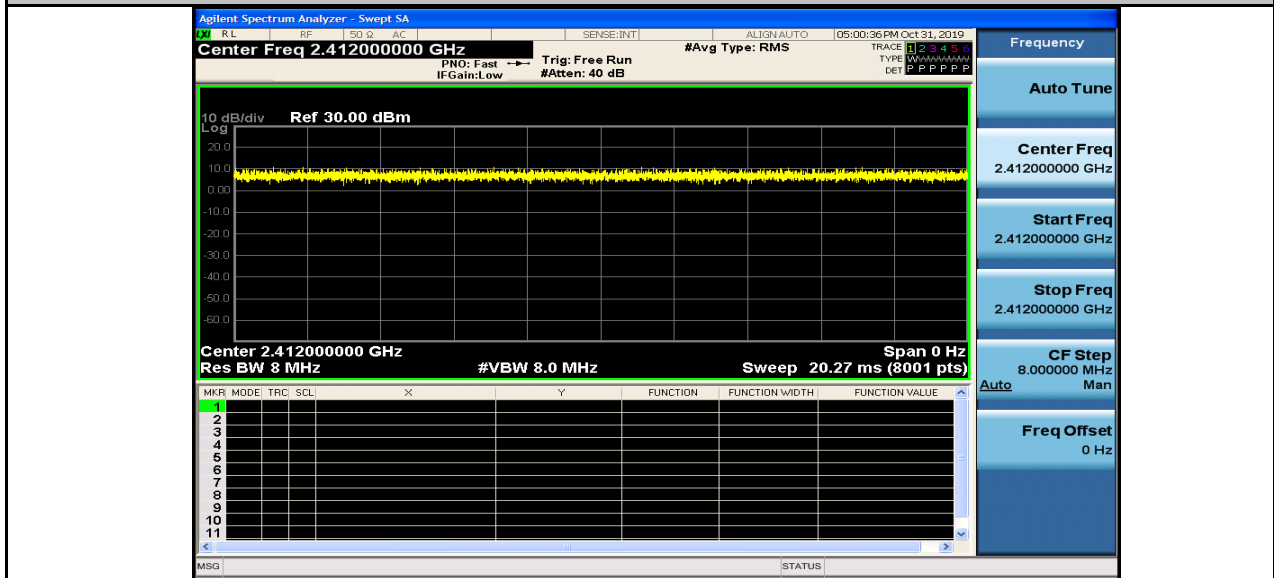 Agilent Spectrum Analyzer - Swept SA
LXI RL RF 50 Ω AC SENSE:INT ALIGN AUTO 05:00:36 PM Oct 31, 2019
Center Freq 2.412000000 GHz
PNO: Fast
IFGain:Low
Trig: Free Run
#Atten: 40 dB
#Avg Type: RMS
TRACE 1 2 3 4 5 6
TYPE WWWWWW
DET P P P P P P
10 dB/div Ref 30.00 dBm
Log
20.0
10.0
0.00
-10.0
-20.0
-30.0
-40.0
-50.0
-60.0
Center 2.412000000 GHz Span 0 Hz
Res BW 8 MHz #VBW 8.0 MHz Sweep 20.27 ms (8001 pts)
MKR MODE TRC SCL X Y FUNCTION FUNCTION WIDTH FUNCTION VALUE
1
2
3
4
5
6
7
8
9
10
11
MSG STATUS
Frequency
Auto Tune
Center Freq
2.412000000 GHz
Start Freq
2.412000000 GHz
Stop Freq
2.412000000 GHz
CF Step
8.000000 MHz
Auto Man
Freq Offset
0 Hz